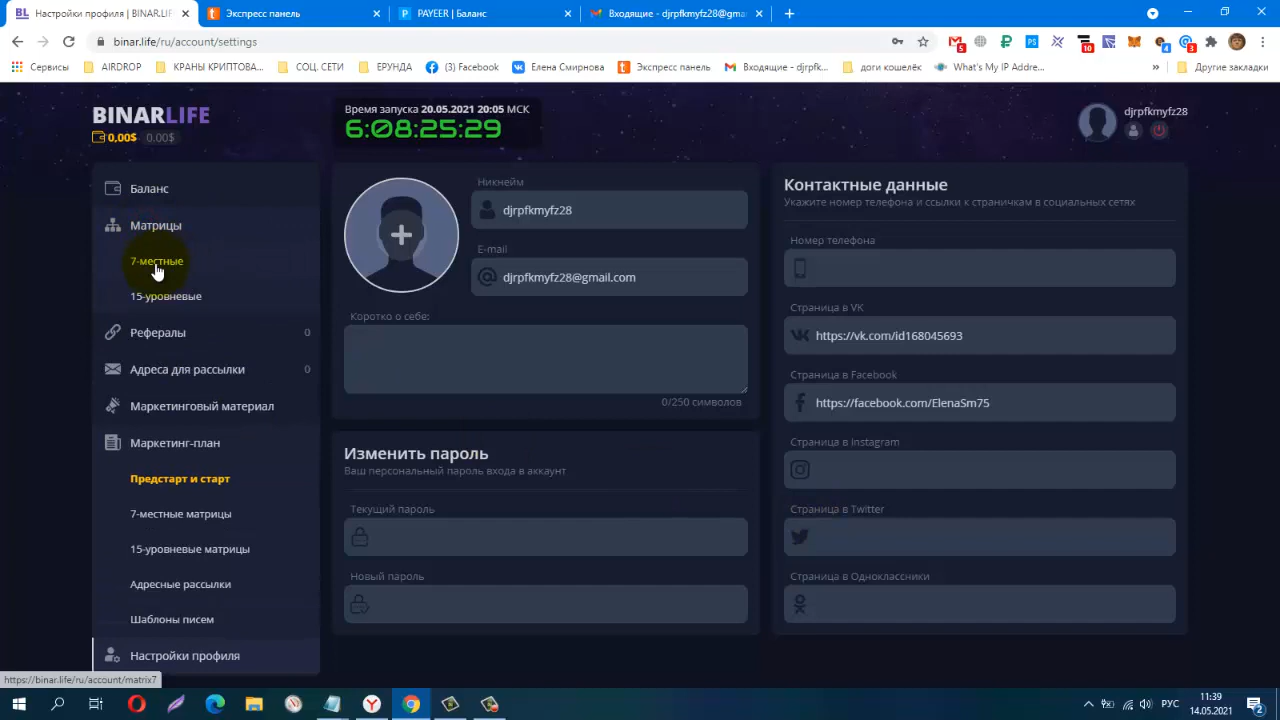 BL Настройки профиля | BINAR.LIFE
Экспресс панель
PAYEER | Баланс
Входящие - djrpfkmyfz28@gma
binar.life/ru/account/settings
Сервисы
AIRDROP
КРАНЫ КРИПТОВА...
СОЦ. СЕТИ
ЕРУНДА
(3) Facebook
Елена Смирнова
Экспресс панель
Входящие - djrpfk...
доги кошелёк
What's My IP Addre...
»
Другие закладки
BINARLIFE
0,00$ 0.00$
Время запуска 20.05.2021 20:05 МСК
6:08:25:29
djrpfkmyfz28
Баланс
Матрицы
7-местные
15-уровневые
Рефералы 0
Адреса для рассылки 0
Маркетинговый материал
Маркетинг-план
Предстарт и старт
7-местные матрицы
15-уровневые матрицы
Адресные рассылки
Шаблоны писем
Настройки профиля
Никнейм
djrpfkmyfz28
E-mail
djrpfkmyfz28@gmail.com
Коротко о себе:
0/250 символов
Изменить пароль
Ваш персональный пароль входа в аккаунт
Текущий пароль
Новый пароль
Контактные данные
Укажите номер телефона и ссылки к страничкам в социальных сетях
Номер телефона
Страница в VK
https://vk.com/id168045693
Страница в Facebook
https://facebook.com/ElenaSm75
Страница в Instagram
Страница в Twitter
Страница в Одноклассники
https://binar.life/ru/account/matrix7
РУС
11:39
14.05.2021